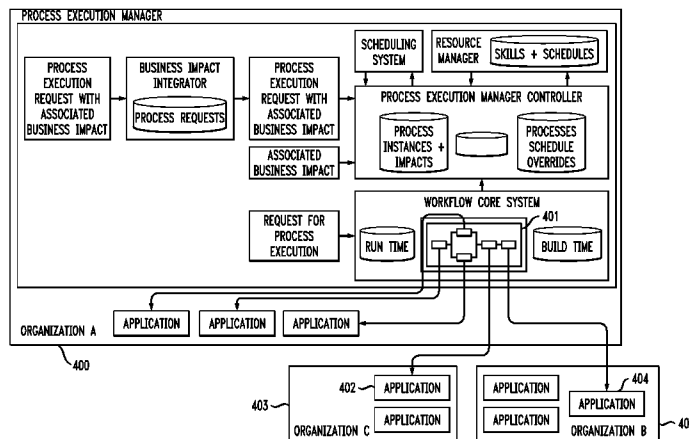 PROCESS EXECUTION MANAGER
SCHEDULING
SYSTEM
RESOURCE
MANAGER
SKILLS + SCHEDULES
PROCESS
EXECUTION
REQUEST WITH
ASSOCIATED
BUSINESS IMPACT
BUSINESS IMPACT
INTEGRATOR
PROCESS REQUESTS
PROCESS
EXECUTION
REQUEST WITH
ASSOCIATED
BUSINESS IMPACT
PROCESS EXECUTION MANAGER CONTROLLER
PROCESS
INSTANCES +
IMPACTS
PROCESSES
SCHEDULE
OVERRIDES
ASSOCIATED
BUSINESS IMPACT
WORKFLOW CORE SYSTEM
401
REQUEST FOR
PROCESS
EXECUTION
RUN TIME
BUILD TIME
APPLICATION
APPLICATION
APPLICATION
ORGANIZATION A
400
402
APPLICATION
403
APPLICATION
ORGANIZATION C
APPLICATION
404
APPLICATION
APPLICATION
ORGANIZATION B
40